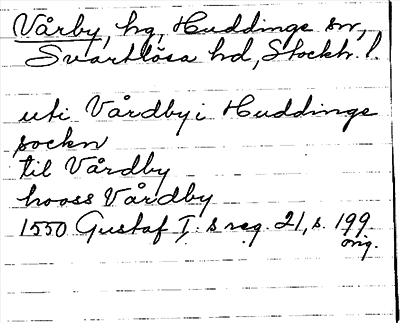 Vårby, hg, Huddinge sn,
Svartlösa hd, Stockh. l.
uti Vårdby i Huddinge
sockn
til Vårdby
hooss Vårdby
1550 Gustaf I:s reg. 21, s. 199.
orig.